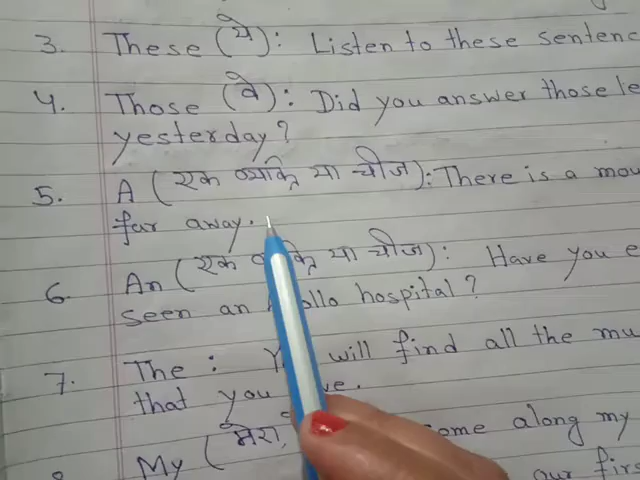 3. These (ये): Listen to these sentenc
4. Those (वे): Did you answer those le
yesterday?
5. A (एक व्यक्ति या चीज): There is a mou
far away.
6. An (एक व्यक्ति या चीज): Have you e
seen an hospital?
7. The : will find all the mu
that you
My (मेरा, ome along my
our firs